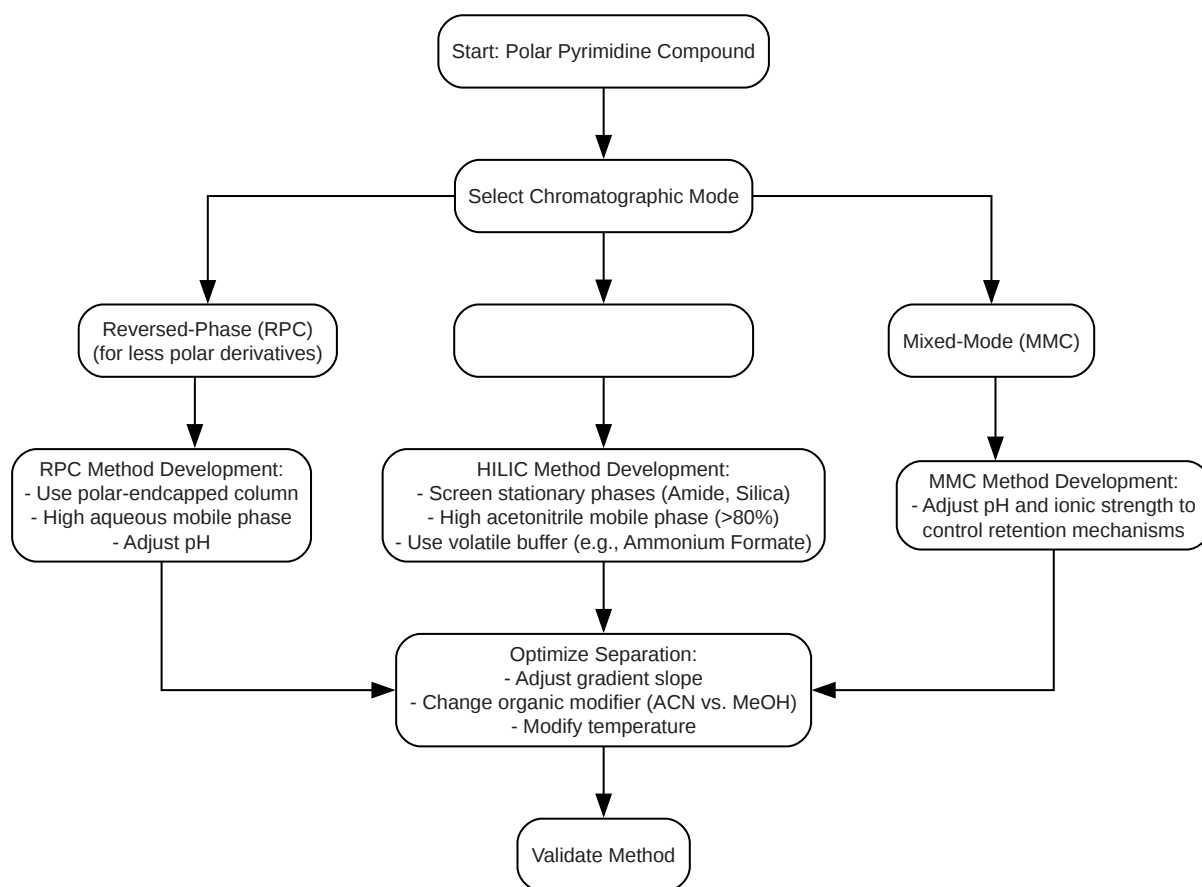 Start: Polar Pyrimidine Compound
Select Chromatographic Mode
Reversed-Phase (RPC)
(for less polar derivatives)
Mixed-Mode (MMC)
RPC Method Development:
- Use polar-endcapped column
- High aqueous mobile phase
- Adjust pH
HILIC Method Development:
- Screen stationary phases (Amide, Silica)
- High acetonitrile mobile phase (>80%)
- Use volatile buffer (e.g., Ammonium Formate)
MMC Method Development:
- Adjust pH and ionic strength to
control retention mechanisms
Optimize Separation:
- Adjust gradient slope
- Change organic modifier (ACN vs. MeOH)
- Modify temperature
Validate Method